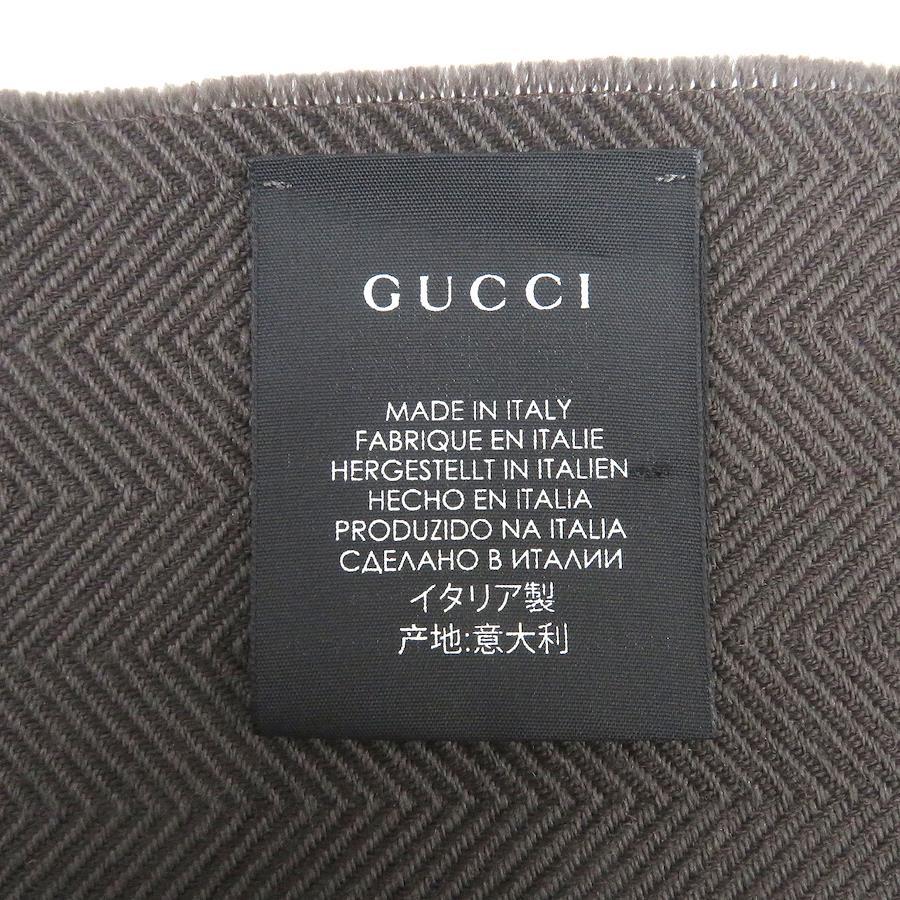 GUCCI
MADE IN ITALY
FABRIQUE EN ITALIE
HERGESTELLT IN ITALIEN
HECHO EN ITALIA
PRODUZIDO NA ITALIA
СДЕЛАНО В ИТАЛИИ
イタリア製
产地:意大利